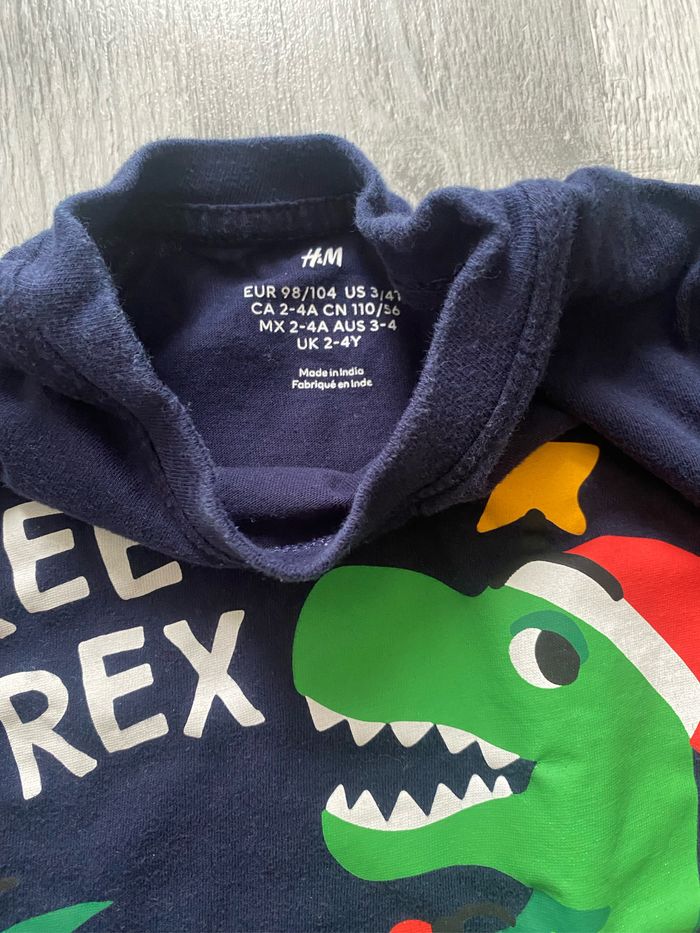 H&M
EUR 98/104 US 3/4T
CA 2-4A CN 110/56
MX 2-4A AUS 3-4
UK 2-4Y
Made in India
Fabriqué en Inde
REX